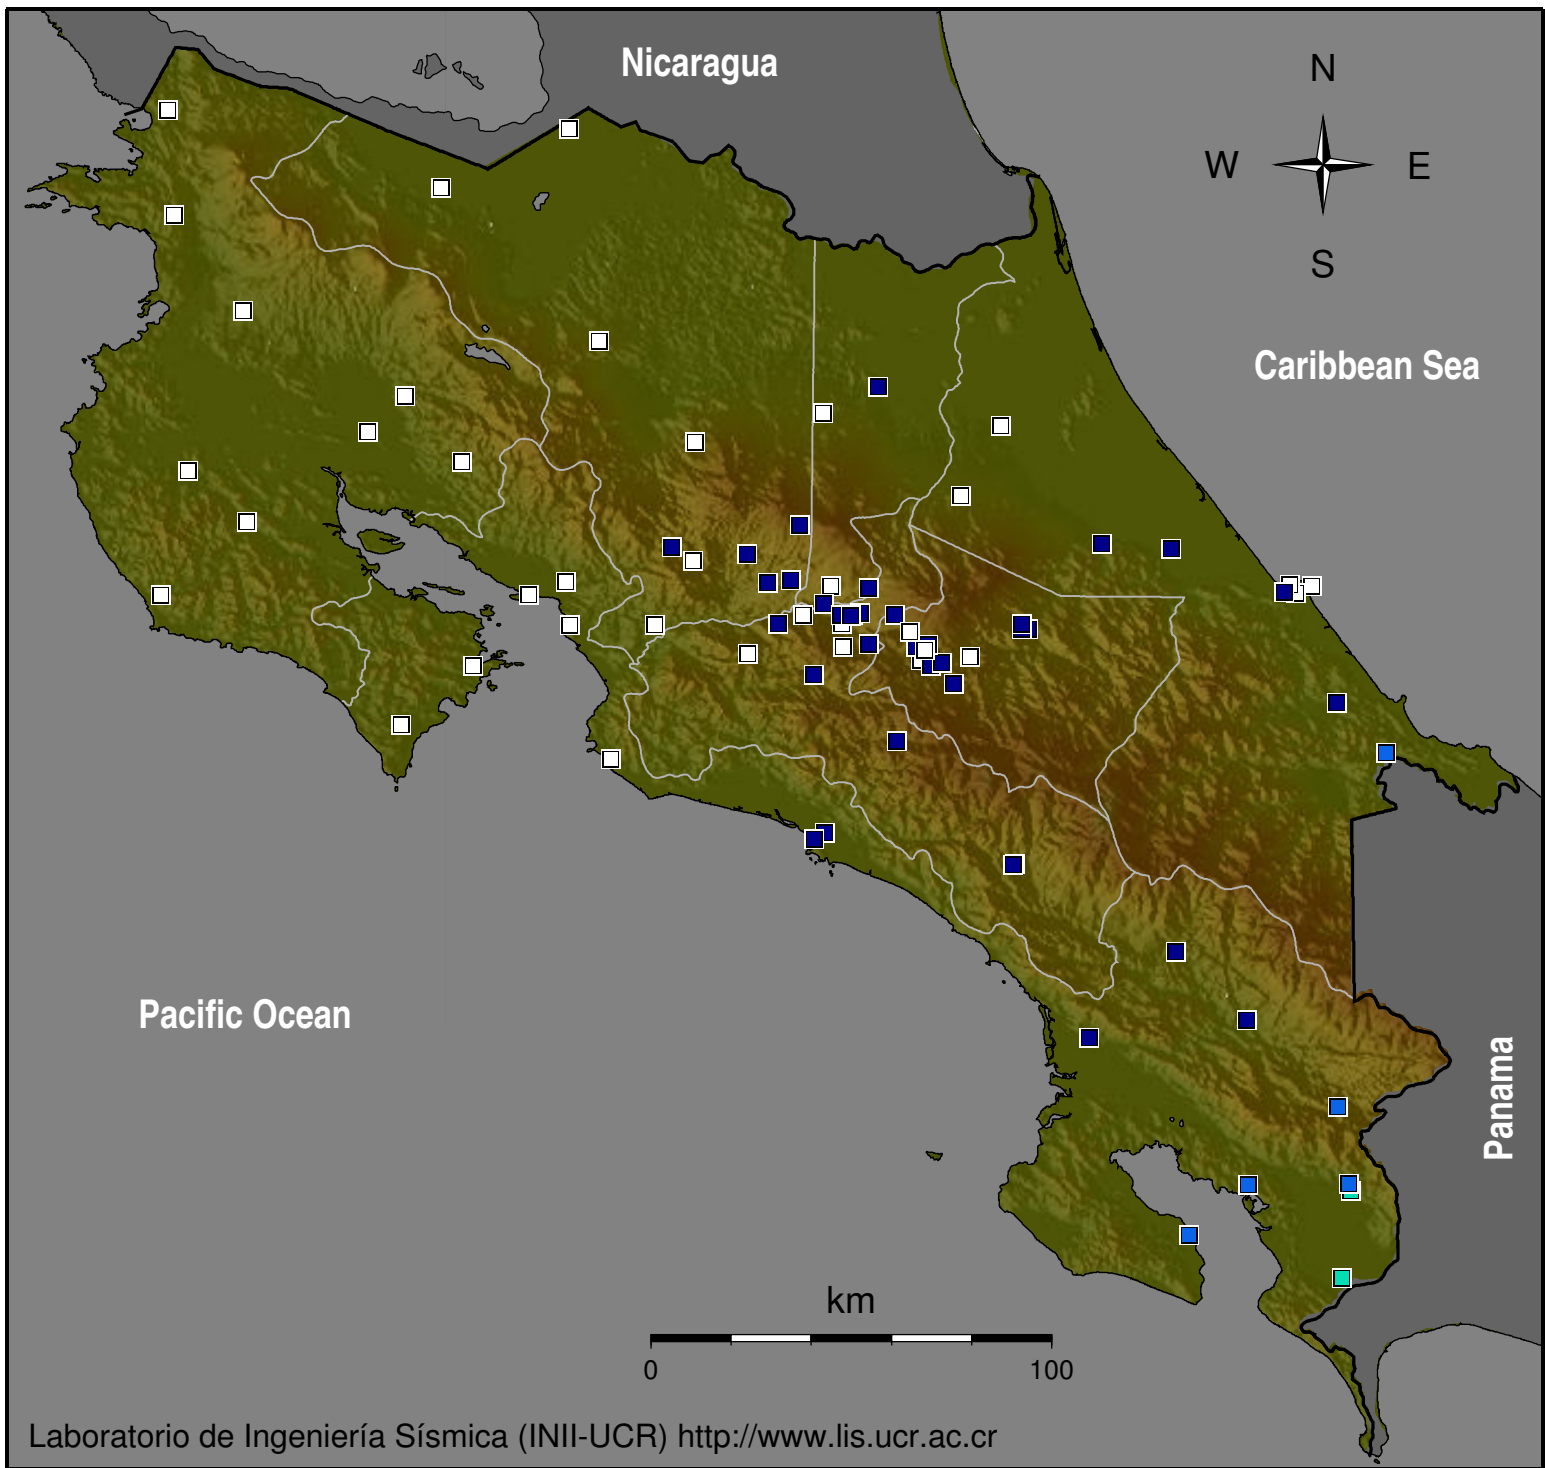 Nicaragua
N
W
E
S
Caribbean Sea
Pacific Ocean
Panama
km
0
100
Laboratorio de Ingeniería Sísmica (INII-UCR) http://www.lis.ucr.ac.cr